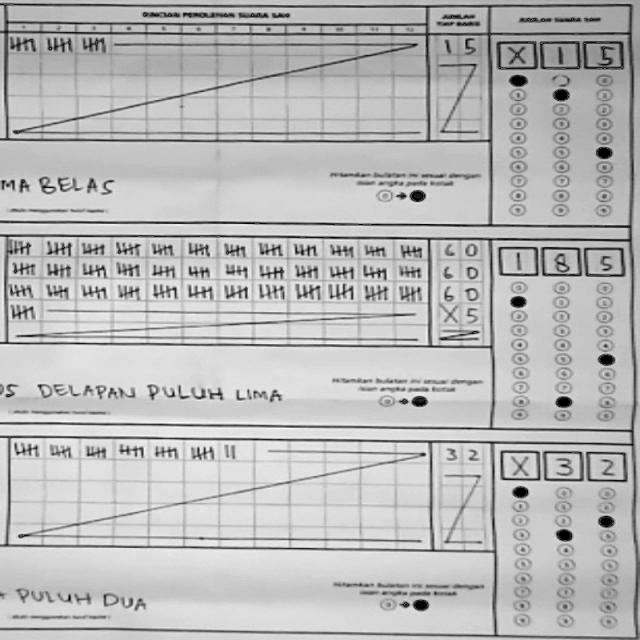 RINCIAN PEROLEHAN SUARA SAH
JUMLAH TIAP BARIS
JUMLAH SUARA SAH
1 2 3 4 5 6 7 8 9 10 11 12
1 5
X 1 5
MA BELAS
Hitamkan bulatan ini sesuai dengan
isian angka pada kotak
6 0
6 0
6 0
X 5
1 8 5
DELAPAN PULUH LIMA
Hitamkan bulatan ini sesuai dengan
isian angka pada kotak
3 2
X 3 2
PULUH DUA
Hitamkan bulatan ini sesuai dengan
isian angka pada kotak